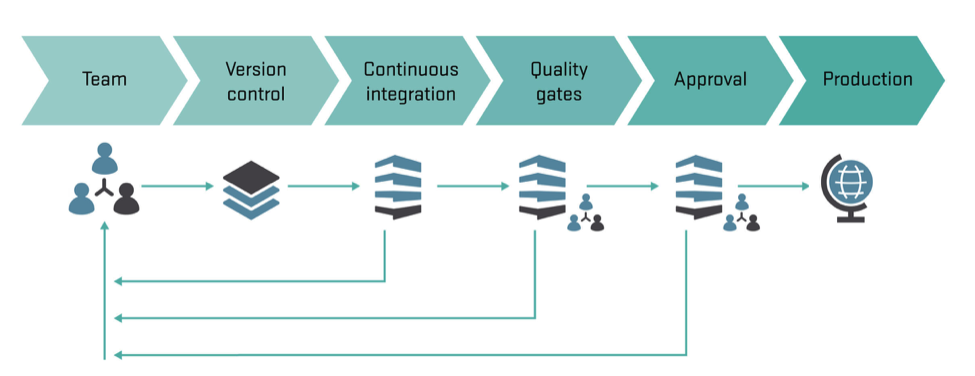 Team
Version
control
Continuous
integration
Quality
gates
Approval
Production